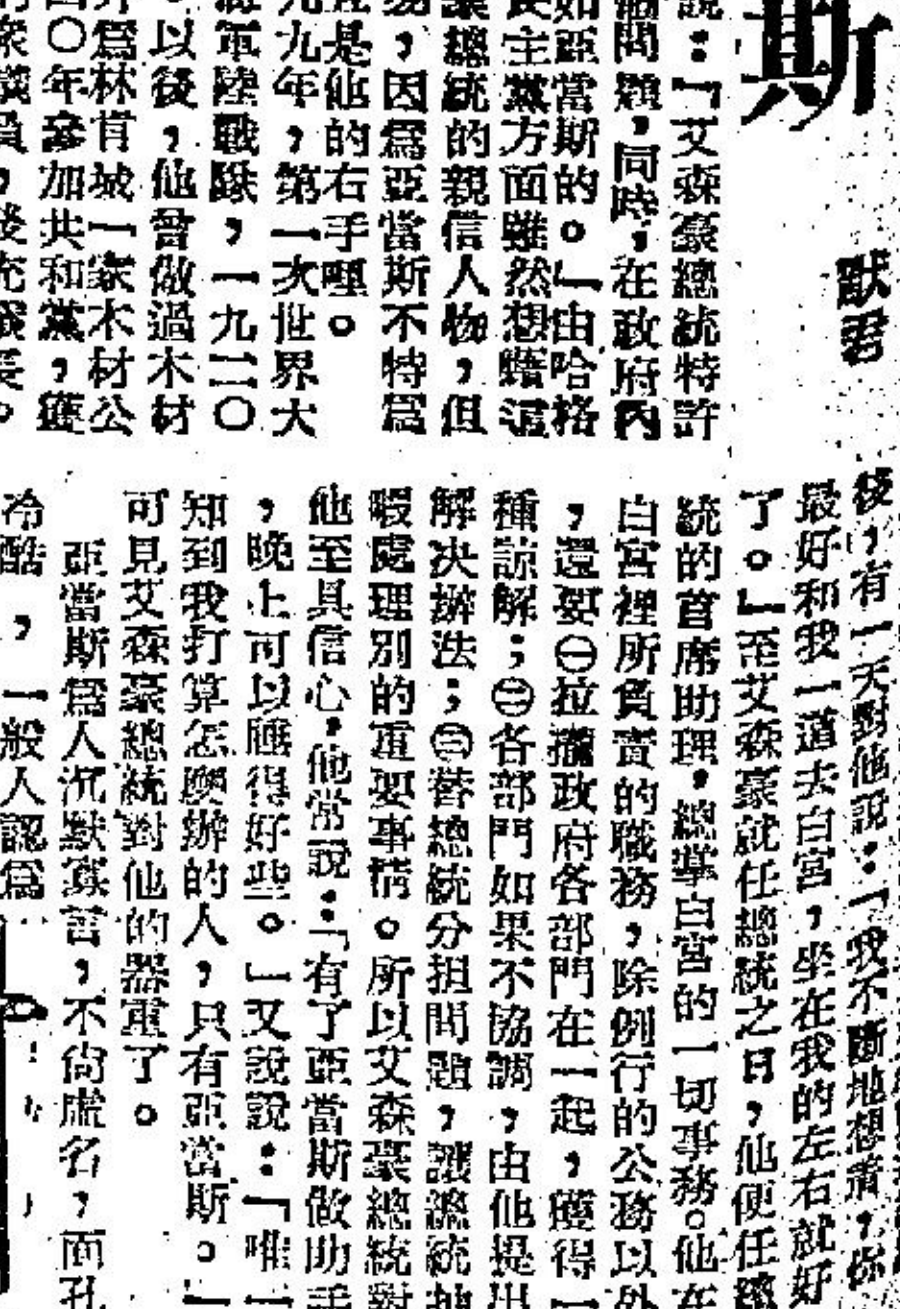 斯
默君
說：「艾森豪總統特許
個問題，同時，在政府內
如亞當斯的。」由哈格
民主黨方面雖然想
總統的親信人物，但
務，因爲亞當斯不特爲
且是他的右手哩。
九九年，第一次世界大
海軍陸戰隊，一九二〇
以後，他曾做過木材
爲林肯城一家木材公
四〇年參加共和黨，獲
後，有一天對他說：「我不斷地想着，你
最好和我一道去白宮，坐在我的左右就好
了。」至艾森豪就任總統之日，他便任總
統的首席助理，總掌白宮的一切事務。他在
白宮裡所負責的職務，除例行的公務以外
，還要㊀拉攏政府各部門在一起，獲得一
種諒解；㊁各部門如果不協調，由他提出
解決辦法；㊂替總統分担問題，讓總統抽
暇處理別的重要事情。所以艾森豪總統對
他至具信心，他常說：「有了亞當斯做助手
，晚上可以睡得好些。」又說說：「唯一
知到我打算怎麼辦的人，只有亞當斯。」
可見艾森豪總統對他的器重了。
亞當斯爲人沉默寡言，不尚虛名，面孔
冷酷，一般人認爲